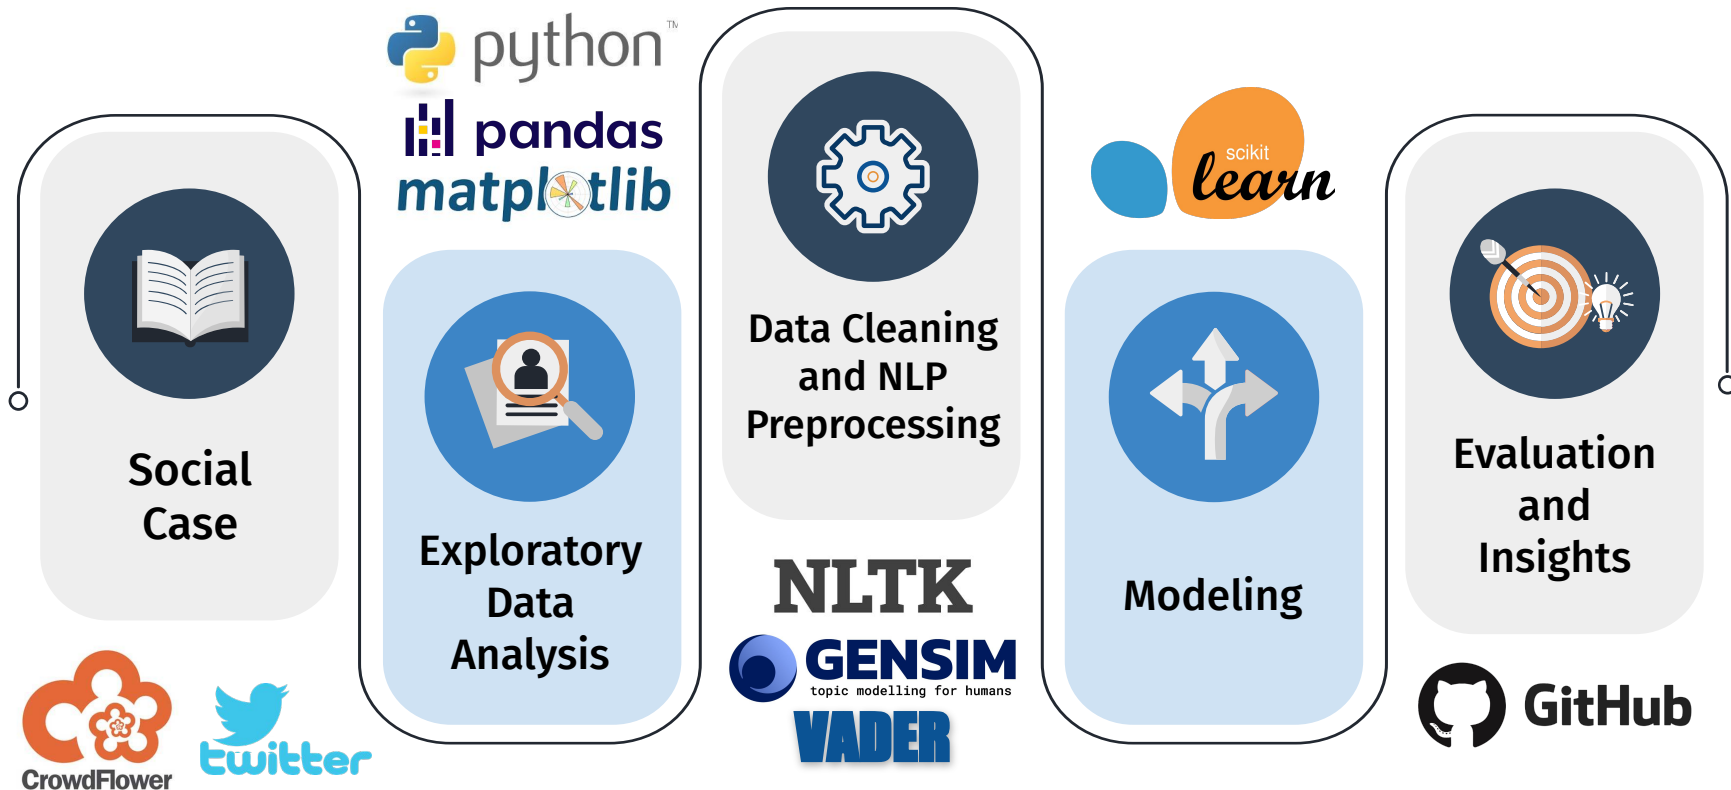 Social
Case
CrowdFlower
twitter
python™
pandas
matplotlib
Exploratory
Data
Analysis
Data Cleaning
and NLP
Preprocessing
NLTK
GENSIM
topic modelling for humans
VADER
scikit
learn
Modeling
Evaluation
and
Insights
GitHub